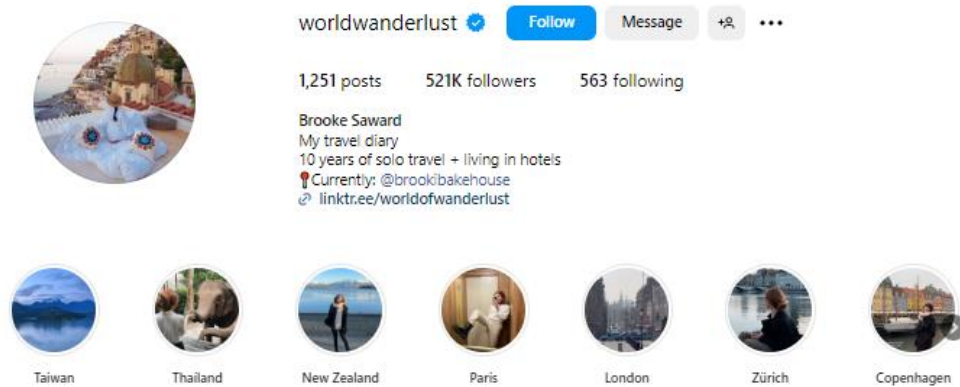 worldwanderlust Follow Message
1,251 posts 521K followers 563 following
Brooke Saward
My travel diary
10 years of solo travel + living in hotels
📍Currently: @brookibakehouse
linktr.ee/worldofwanderlust
Taiwan Thailand New Zealand Paris London Zürich Copenhagen